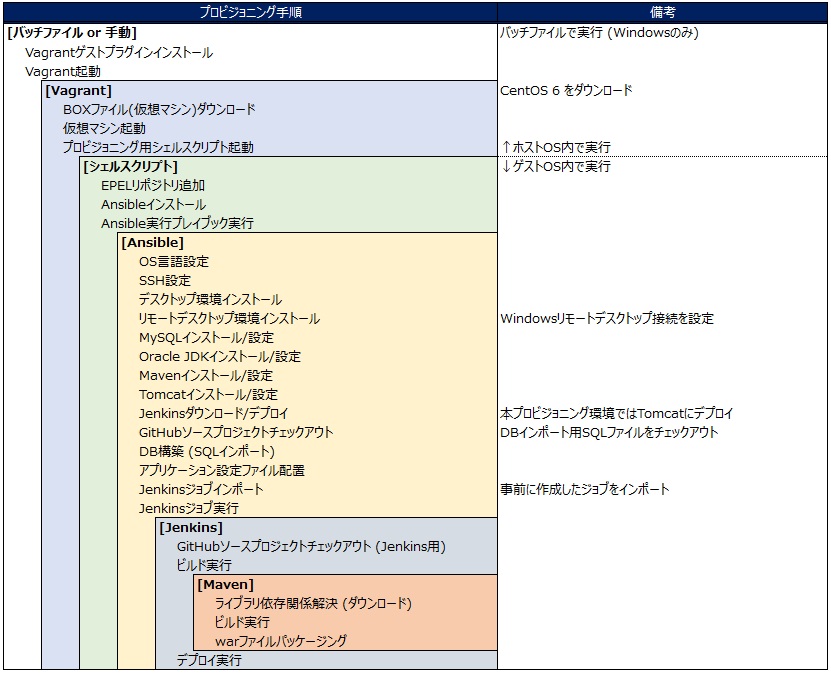 プロビジョニング手順 備考
[バッチファイル or 手動] バッチファイルで実行 (Windowsのみ)
Vagrantゲストプラグインインストール
Vagrant起動
[Vagrant] CentOS 6 をダウンロード
BOXファイル(仮想マシン)ダウンロード
仮想マシン起動
プロビジョニング用シェルスクリプト起動 ↑ホストOS内で実行
[シェルスクリプト] ↓ゲストOS内で実行
EPELリポジトリ追加
Ansibleインストール
Ansible実行プレイブック実行
[Ansible]
OS言語設定
SSH設定
デスクトップ環境インストール
リモートデスクトップ環境インストール Windowsリモートデスクトップ接続を設定
MySQLインストール/設定
Oracle JDKインストール/設定
Mavenインストール/設定
Tomcatインストール/設定
Jenkinsダウンロード/デプロイ 本プロビジョニング環境ではTomcatにデプロイ
GitHubソースプロジェクトチェックアウト DBインポート用SQLファイルをチェックアウト
DB構築 (SQLインポート)
アプリケーション設定ファイル配置
Jenkinsジョブインポート 事前に作成したジョブをインポート
Jenkinsジョブ実行
[Jenkins]
GitHubソースプロジェクトチェックアウト (Jenkins用)
ビルド実行
[Maven]
ライブラリ依存関係解決 (ダウンロード)
ビルド実行
warファイルパッケージング
デプロイ実行